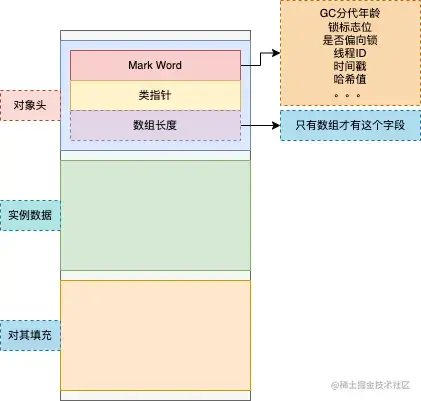 GC分代年龄
锁标志位
是否偏向锁
线程ID
时间戳
哈希值
。。。
Mark Word
类指针
对象头
数组长度
只有数组才有这个字段
实例数据
对其填充
@稀土掘金技术社区